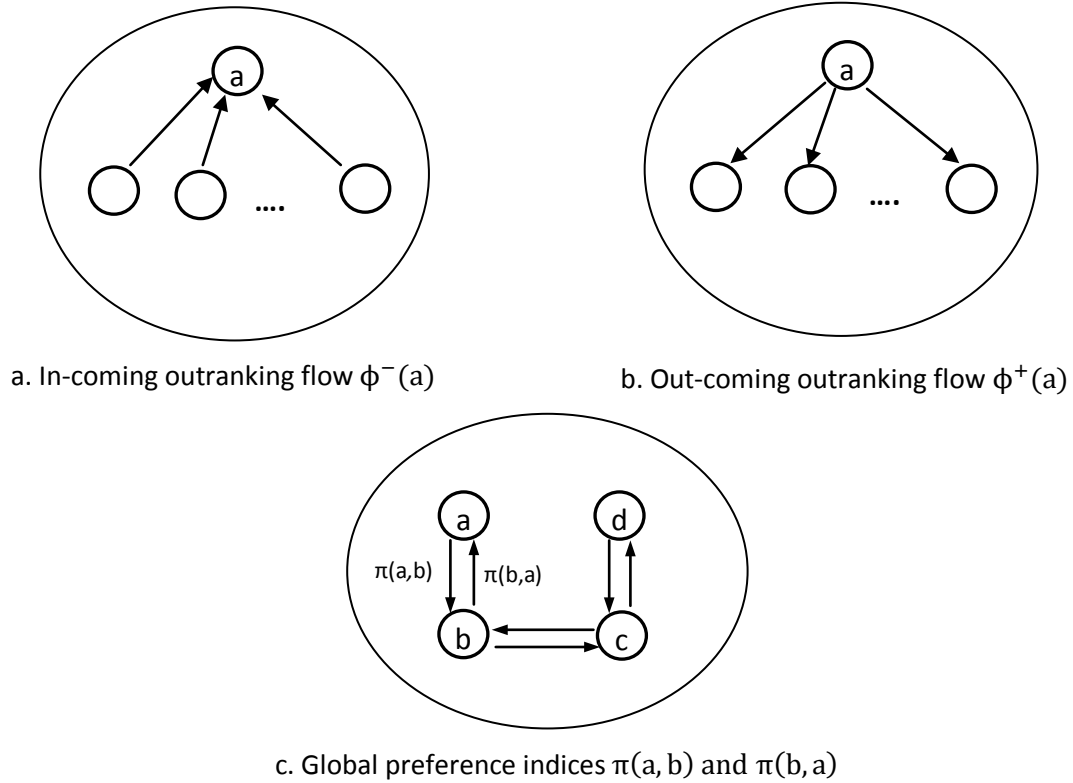 a
a
....
....
a. In-coming outranking flow ϕ⁻(a)
b. Out-coming outranking flow ϕ⁺(a)
a
d
π(a,b)
π(b,a)
b
c
c. Global preference indices π(a, b) and π(b, a)